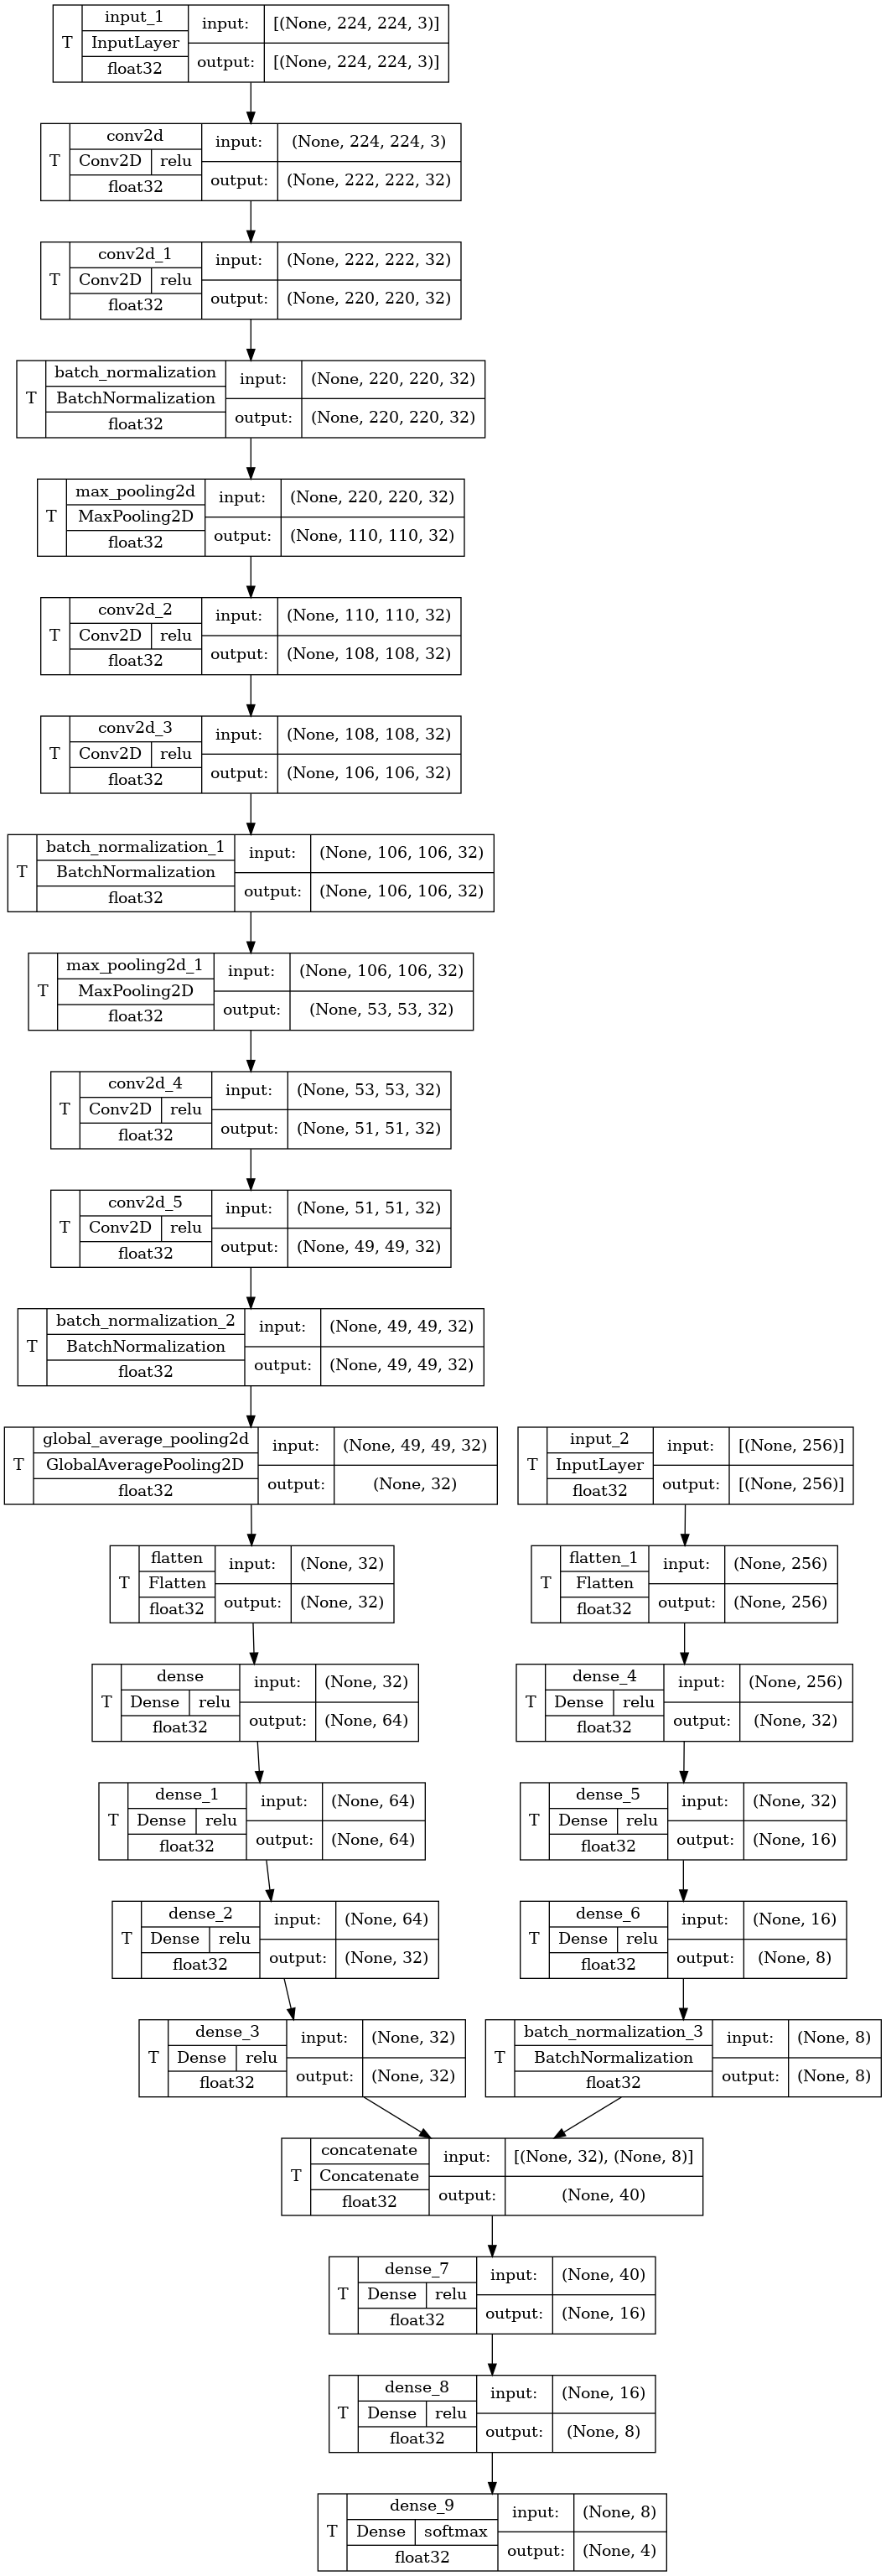 T
input_1
InputLayer
float32
input:
[(None, 224, 224, 3)]
output:
[(None, 224, 224, 3)]
T
conv2d
Conv2D
relu
float32
input:
(None, 224, 224, 3)
output:
(None, 222, 222, 32)
T
conv2d_1
Conv2D
relu
float32
input:
(None, 222, 222, 32)
output:
(None, 220, 220, 32)
T
batch_normalization
BatchNormalization
float32
input:
(None, 220, 220, 32)
output:
(None, 220, 220, 32)
T
max_pooling2d
MaxPooling2D
float32
input:
(None, 220, 220, 32)
output:
(None, 110, 110, 32)
T
conv2d_2
Conv2D
relu
float32
input:
(None, 110, 110, 32)
output:
(None, 108, 108, 32)
T
conv2d_3
Conv2D
relu
float32
input:
(None, 108, 108, 32)
output:
(None, 106, 106, 32)
T
batch_normalization_1
BatchNormalization
float32
input:
(None, 106, 106, 32)
output:
(None, 106, 106, 32)
T
max_pooling2d_1
MaxPooling2D
float32
input:
(None, 106, 106, 32)
output:
(None, 53, 53, 32)
T
conv2d_4
Conv2D
relu
float32
input:
(None, 53, 53, 32)
output:
(None, 51, 51, 32)
T
conv2d_5
Conv2D
relu
float32
input:
(None, 51, 51, 32)
output:
(None, 49, 49, 32)
T
batch_normalization_2
BatchNormalization
float32
input:
(None, 49, 49, 32)
output:
(None, 49, 49, 32)
T
global_average_pooling2d
GlobalAveragePooling2D
float32
input:
(None, 49, 49, 32)
output:
(None, 32)
T
input_2
InputLayer
float32
input:
[(None, 256)]
output:
[(None, 256)]
T
flatten
Flatten
float32
input:
(None, 32)
output:
(None, 32)
T
flatten_1
Flatten
float32
input:
(None, 256)
output:
(None, 256)
T
dense
Dense
relu
float32
input:
(None, 32)
output:
(None, 64)
T
dense_4
Dense
relu
float32
input:
(None, 256)
output:
(None, 32)
T
dense_1
Dense
relu
float32
input:
(None, 64)
output:
(None, 64)
T
dense_5
Dense
relu
float32
input:
(None, 32)
output:
(None, 16)
T
dense_2
Dense
relu
float32
input:
(None, 64)
output:
(None, 32)
T
dense_6
Dense
relu
float32
input:
(None, 16)
output:
(None, 8)
T
dense_3
Dense
relu
float32
input:
(None, 32)
output:
(None, 32)
T
batch_normalization_3
BatchNormalization
float32
input:
(None, 8)
output:
(None, 8)
T
concatenate
Concatenate
float32
input:
[(None, 32), (None, 8)]
output:
(None, 40)
T
dense_7
Dense
relu
float32
input:
(None, 40)
output:
(None, 16)
T
dense_8
Dense
relu
float32
input:
(None, 16)
output:
(None, 8)
T
dense_9
Dense
softmax
float32
input:
(None, 8)
output:
(None, 4)